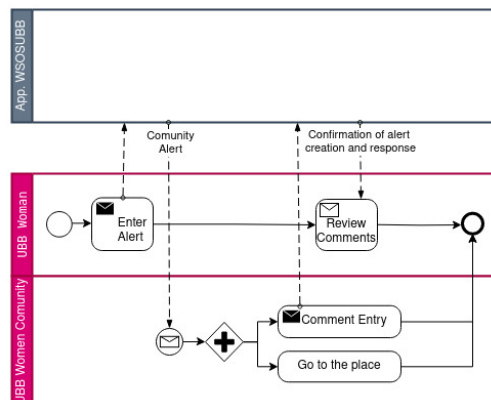 App. WSOSUBB
Comunity
Alert
Confirmation of alert
creation and response
UBB Woman
Enter
Alert
Review
Comments
UBB Women Comunity
Comment Entry
Go to the place